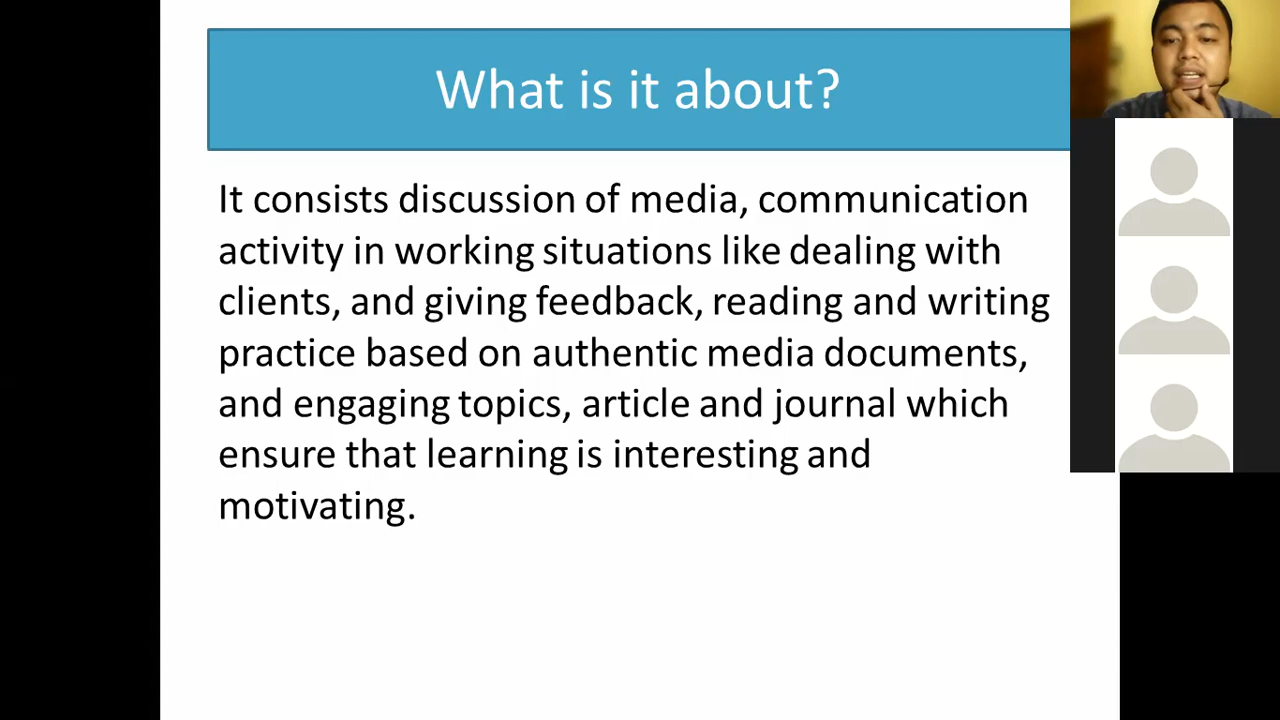 What is it about?
It consists discussion of media, communication
activity in working situations like dealing with
clients, and giving feedback, reading and writing
practice based on authentic media documents,
and engaging topics, article and journal which
ensure that learning is interesting and
motivating.